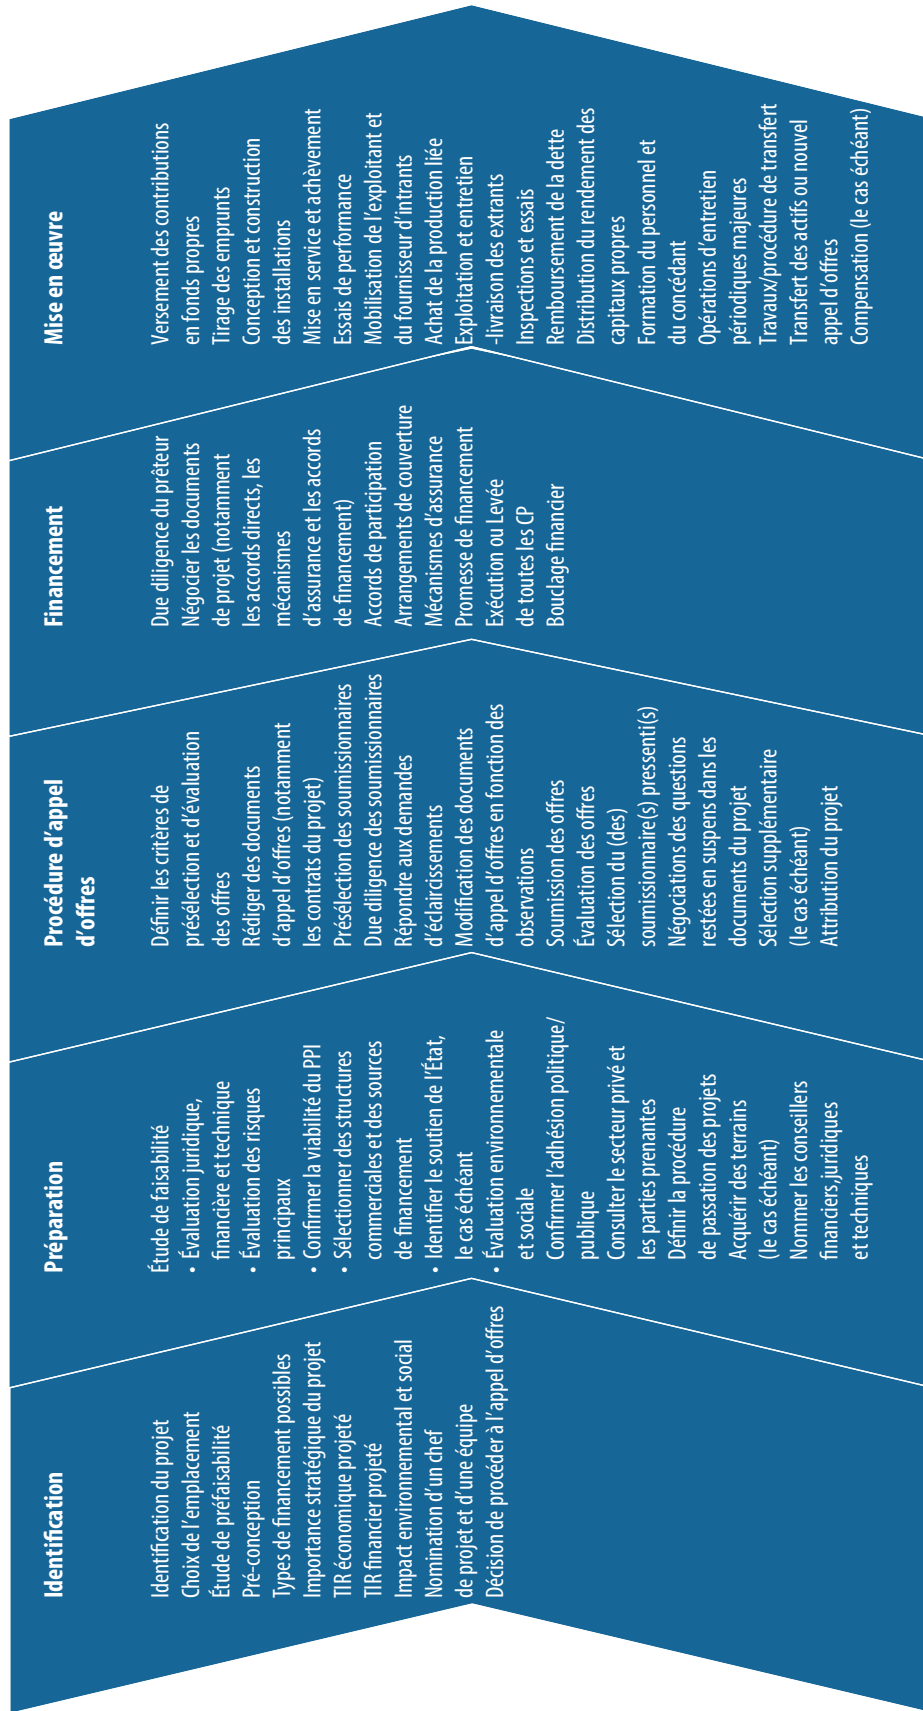 Identification
Identification du projet
Choix de l’emplacement
Étude de préfaisabilité
Pré-conception
Types de financement possibles
Importance stratégique du projet
TIR économique projeté
TIR financier projeté
Impact environnemental et social
Nomination d’un chef
de projet et d’une équipe
Décision de procéder à l’appel d’offres
Préparation
Étude de faisabilité
• Évaluation juridique,
financière et technique
• Évaluation des risques
principaux
• Confirmer la viabilité du PPI
• Sélectionner des structures
commerciales et des sources
de financement
• Identifier le soutien de l’État,
le cas échéant
• Évaluation environnementale
et sociale
Confirmer l’adhésion politique/
publique
Consulter le secteur privé et
les parties prenantes
Définir la procédure
de passation des projets
Acquérir des terrains
(le cas échéant)
Nommer les conseillers
financiers,juridiques
et techniques
Procédure d’appel
d’offres
Définir les critères de
présélection et d’évaluation
des offres
Rédiger des documents
d’appel d’offres (notamment
les contrats du projet)
Présélection des soumissionnaires
Due diligence des soumissionnaires
Répondre aux demandes
d’éclaircissements
Modification des documents
d’appel d’offres en fonction des
observations
Soumission des offres
Évaluation des offres
Sélection du (des)
soumissionnaire(s) pressenti(s)
Négociations des questions
restées en suspens dans les
documents du projet
Sélection supplémentaire
(le cas échéant)
Attribution du projet
Financement
Due diligence du prêteur
Négocier les documents
de projet (notamment
les accords directs, les
mécanismes
d’assurance et les accords
de financement)
Accords de participation
Arrangements de couverture
Mécanismes d’assurance
Promesse de financement
Exécution ou Levée
de toutes les CP
Bouclage financier
Mise en œuvre
Versement des contributions
en fonds propres
Tirage des emprunts
Conception et construction
des installations
Mise en service et achèvement
Essais de performance
Mobilisation de l’exploitant et
du fournisseur d’intrants
Achat de la production liée
Exploitation et entretien
-livraison des extrants
Inspections et essais
Remboursement de la dette
Distribution du rendement des
capitaux propres
Formation du personnel et
du concédant
Opérations d’entretien
périodiques majeures
Travaux/procédure de transfert
Transfert des actifs ou nouvel
appel d’offres
Compensation (le cas échéant)